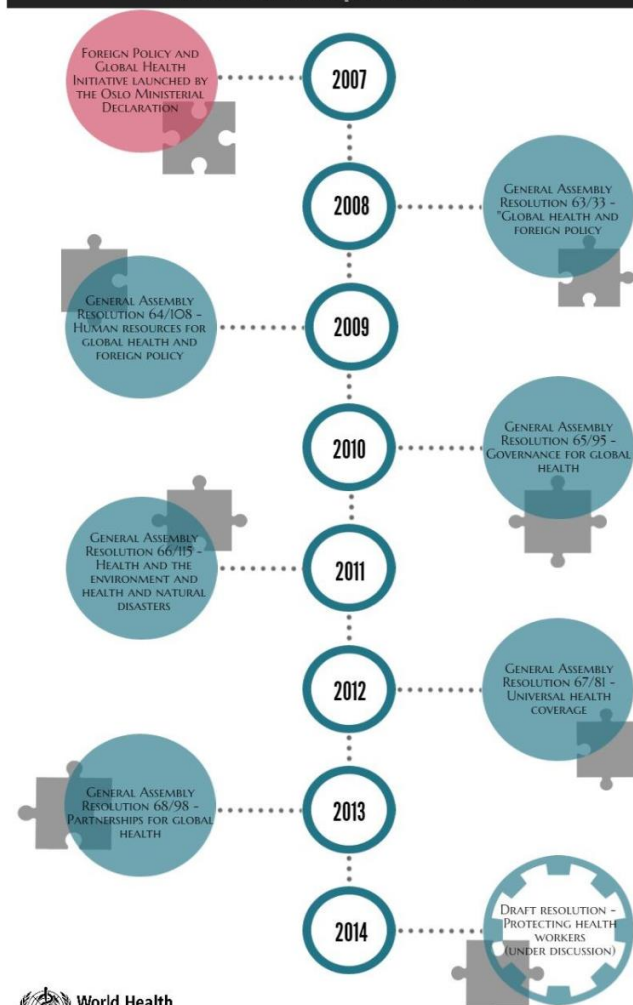 FOREIGN POLICY AND
GLOBAL HEALTH
INITIATIVE LAUNCHED BY
THE OSLO MINISTERIAL
DECLARATION
2007
2008
GENERAL ASSEMBLY
RESOLUTION 63/33 -
"GLOBAL HEALTH AND
FOREIGN POLICY
GENERAL ASSEMBLY
RESOLUTION 64/108 -
HUMAN RESOURCES FOR
GLOBAL HEALTH AND
FOREIGN POLICY
2009
2010
GENERAL ASSEMBLY
RESOLUTION 65/95 -
GOVERNANCE FOR GLOBAL
HEALTH
GENERAL ASSEMBLY
RESOLUTION 66/115 -
HEALTH AND THE
ENVIRONMENT AND
HEALTH AND NATURAL
DISASTERS
2011
2012
GENERAL ASSEMBLY
RESOLUTION 67/81 -
UNIVERSAL HEALTH
COVERAGE
GENERAL ASSEMBLY
RESOLUTION 68/98 -
PARTNERSHIPS FOR GLOBAL
HEALTH
2013
2014
DRAFT RESOLUTION -
PROTECTING HEALTH
WORKERS
(UNDER DISCUSSION)
World Health